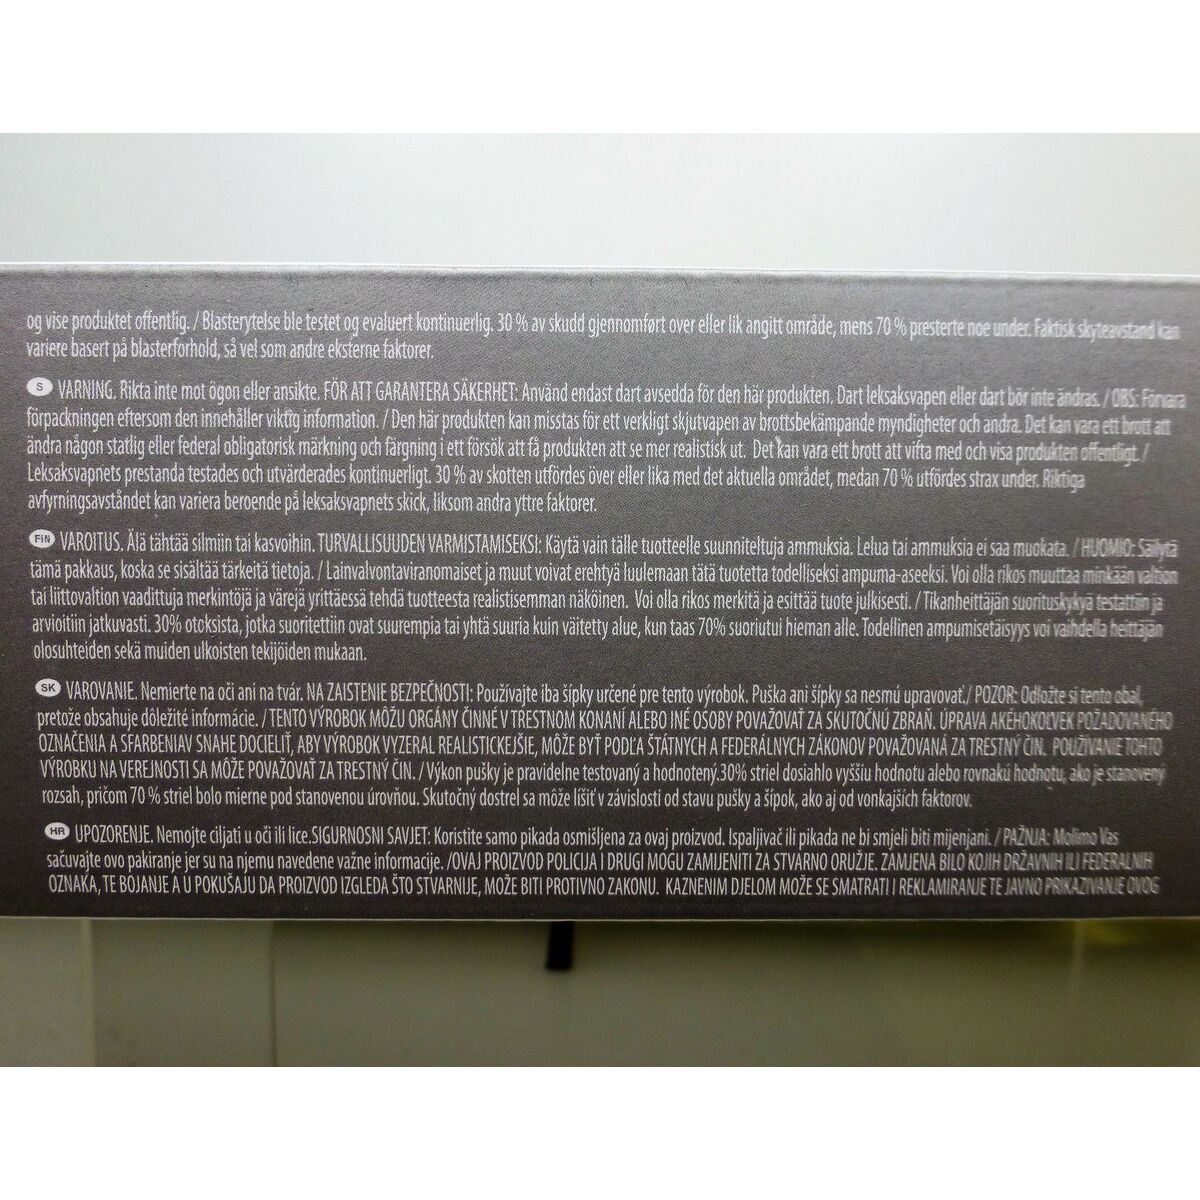 og vise produktet offentlig. / Blasterytelse ble testet og evaluert kontinuerlig. 30 % av skudd gjennomført over eller lik angitt område, mens 70 % presterte noe under. Faktisk skyteavstand kan
variere basert på blasterforhold, så vel som andre eksterne faktorer.
S VARNING. Rikta inte mot ögon eller ansikte. FÖR ATT GARANTERA SÄKERHET: Använd endast dart avsedda för den här produkten. Dart leksaksvapen eller dart bör inte ändras. / OBS: Förvara
förpackningen eftersom den innehåller viktig information. / Den här produkten kan misstas för ett verkligt skjutvapen av brottsbekämpande myndigheter och andra. Det kan vara ett brott att
ändra någon statlig eller federal obligatorisk märkning och färgning i ett försök att få produkten att se mer realistisk ut. Det kan vara ett brott att vifta med och visa produkten offentligt. /
Leksaksvapnets prestanda testades och utvärderades kontinuerligt. 30 % av skotten utfördes över eller lika med det aktuella området, medan 70 % utfördes strax under. Riktiga
avfyrningsavståndet kan variera beroende på leksaksvapnets skick, liksom andra yttre faktorer.
FIN VAROITUS. Älä tähtää silmiin tai kasvoihin. TURVALLISUUDEN VARMISTAMISEKSI: Käytä vain tälle tuotteelle suunniteltuja ammuksia. Lelua tai ammuksia ei saa muokata. / HUOMIO: Säilytä
tämä pakkaus, koska se sisältää tärkeitä tietoja. / Lainvalvontaviranomaiset ja muut voivat erehtyä luulemaan tätä tuotetta todelliseksi ampuma-aseeksi. Voi olla rikos muuttaa minkään valtion
tai liittovaltion vaadittuja merkintöjä ja värejä yrittäessä tehdä tuotteesta realistisemman näköinen. Voi olla rikos merkitä ja esittää tuote julkisesti. / Tikanheittäjän suorituskykyä testattiin ja
arvioitiin jatkuvasti. 30% otoksista, jotka suoritettiin ovat suurempia tai yhtä suuria kuin väitetty alue, kun taas 70% suoriutui hieman alle. Todellinen ampumisetäisyys voi vaihdella heittäjän
olosuhteiden sekä muiden ulkoisten tekijöiden mukaan.
SK VAROVANIE. Nemierte na oči ani na tvár. NA ZAISTENIE BEZPEČNOSTI: Používajte iba šípky určené pre tento výrobok. Puška ani šípky sa nesmú upravovať./ POZOR: Odložte si tento obal,
pretože obsahuje dôležité informácie. / TENTO VÝROBOK MÔŽU ORGÁNY ČINNÉ V TRESTNOM KONANÍ ALEBO INÉ OSOBY POVAŽOVAŤ ZA SKUTOČNÚ ZBRAŇ. ÚPRAVA AKÉHOKOĽVEK POŽADOVANÉHO
OZNAČENIA A SFARBENIAV SNAHE DOCIELIŤ, ABY VÝROBOK VYZERAL REALISTICKEJŠIE, MÔŽE BYŤ PODĽA ŠTÁTNYCH A FEDERÁLNYCH ZÁKONOV POVAŽOVANÁ ZA TRESTNÝ ČIN. POUŽÍVANIE TOHTO
VÝROBKU NA VEREJNOSTI SA MÔŽE POVAŽOVAŤ ZA TRESTNÝ ČIN. / Výkon pušky je pravidelne testovaný a hodnotený.30% striel dosiahlo vyššiu hodnotu alebo rovnakú hodnotu, ako je stanovený
rozsah, pričom 70 % striel bolo mierne pod stanovenou úrovňou. Skutočný dostrel sa môže líšiť v závislosti od stavu pušky a šípok, ako aj od vonkajších faktorov.
HR UPOZORENJE. Nemojte ciljati u oči ili lice.SIGURNOSNI SAVJET: Koristite samo pikada osmišljena za ovaj proizvod. Ispaljivač ili pikada ne bi smjeli biti mijenjani. / PAŽNJA: Molimo Vas
sačuvajte ovo pakiranje jer su na njemu navedene važne informacije. /OVAJ PROIZVOD POLICIJA I DRUGI MOGU ZAMIJENITI ZA STVARNO ORUŽJE. ZAMJENA BILO KOJIH DRŽAVNIH ILI FEDERALNIH
OZNAKA, TE BOJANJE A U POKUŠAJU DA PROIZVOD IZGLEDA ŠTO STVARNIJE, MOŽE BITI PROTIVNO ZAKONU. KAZNENIM DJELOM MOŽE SE SMATRATI I REKLAMIRANJE TE JAVNO PRIKAZIVANJE OVOG